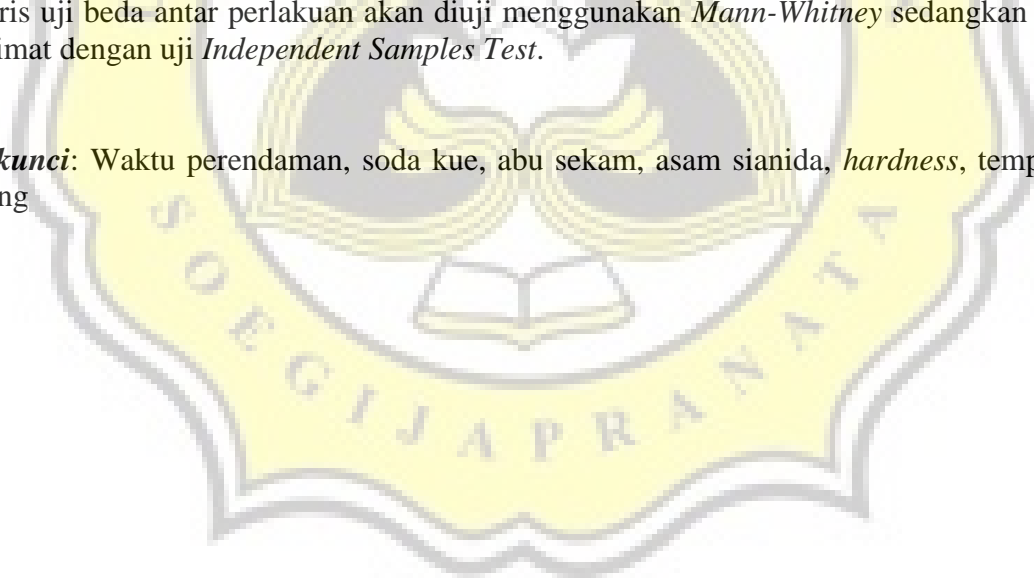 ris uji beda antar perlakuan akan diuji menggunakan Mann-Whitney sedangkan
imat dengan uji Independent Samples Test.
kunci: Waktu perendaman, soda kue, abu sekam, asam sianida, hardness, temp
ng
SOEGIJAPRANATA